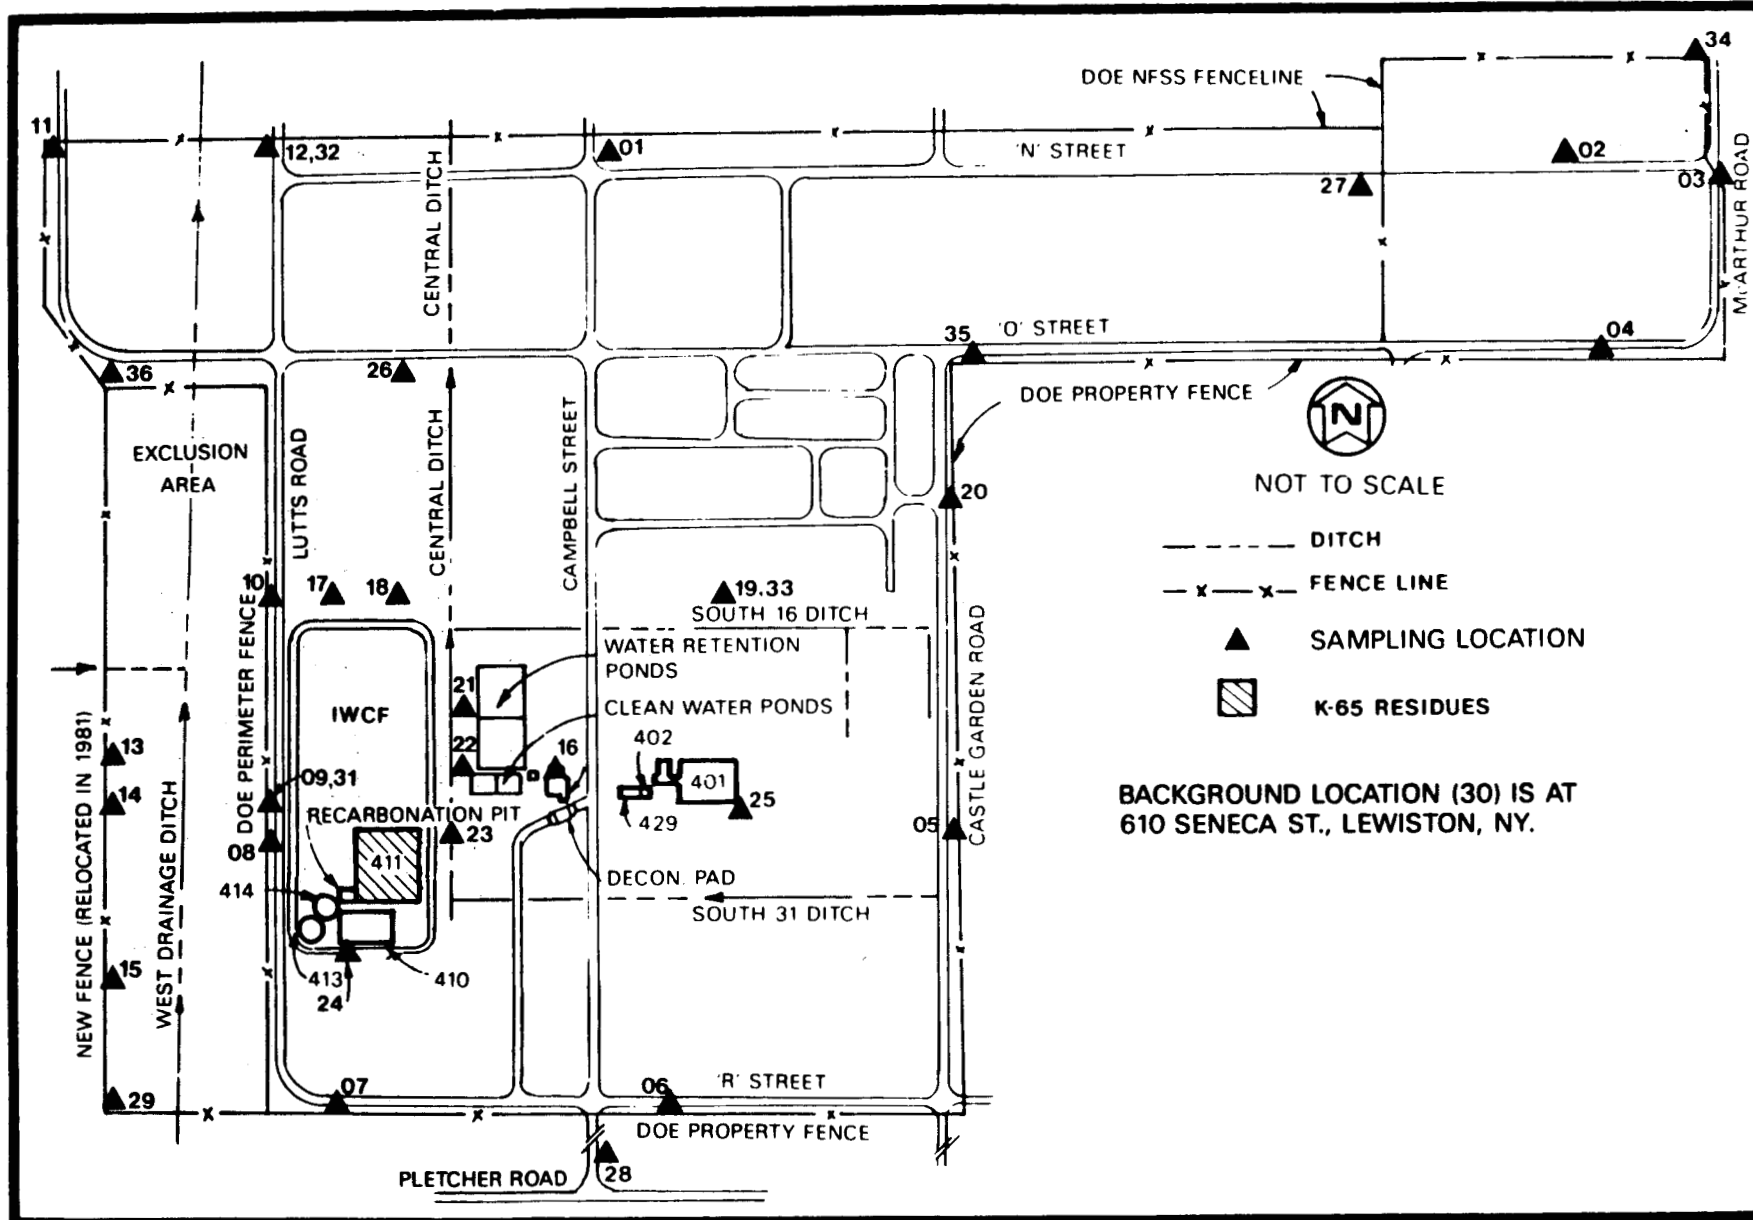 34
DOE NFSS FENCELINE
11
12,32
01
'N' STREET
02
27
03
McARTHUR ROAD
CENTRAL DITCH
35
'O' STREET
04
36
26
DOE PROPERTY FENCE
N
NOT TO SCALE
EXCLUSION
AREA
LUTTS ROAD
CENTRAL DITCH
CAMPBELL STREET
20
DITCH
FENCE LINE
SAMPLING LOCATION
K-65 RESIDUES
10
17
18
19.33
SOUTH 16 DITCH
DOE PERIMETER FENCE
WATER RETENTION
PONDS
CASTLE GARDEN ROAD
21
IWCF
CLEAN WATER PONDS
NEW FENCE (RELOCATED IN 1981)
WEST DRAINAGE DITCH
13
22
16
402
401
14
09,31
RECARBONATION PIT
429
25
BACKGROUND LOCATION (30) IS AT
610 SENECA ST., LEWISTON, NY.
08
23
05
411
414
DECON. PAD
SOUTH 31 DITCH
15
413
410
24
29
07
06
'R' STREET
DOE PROPERTY FENCE
28
PLETCHER ROAD